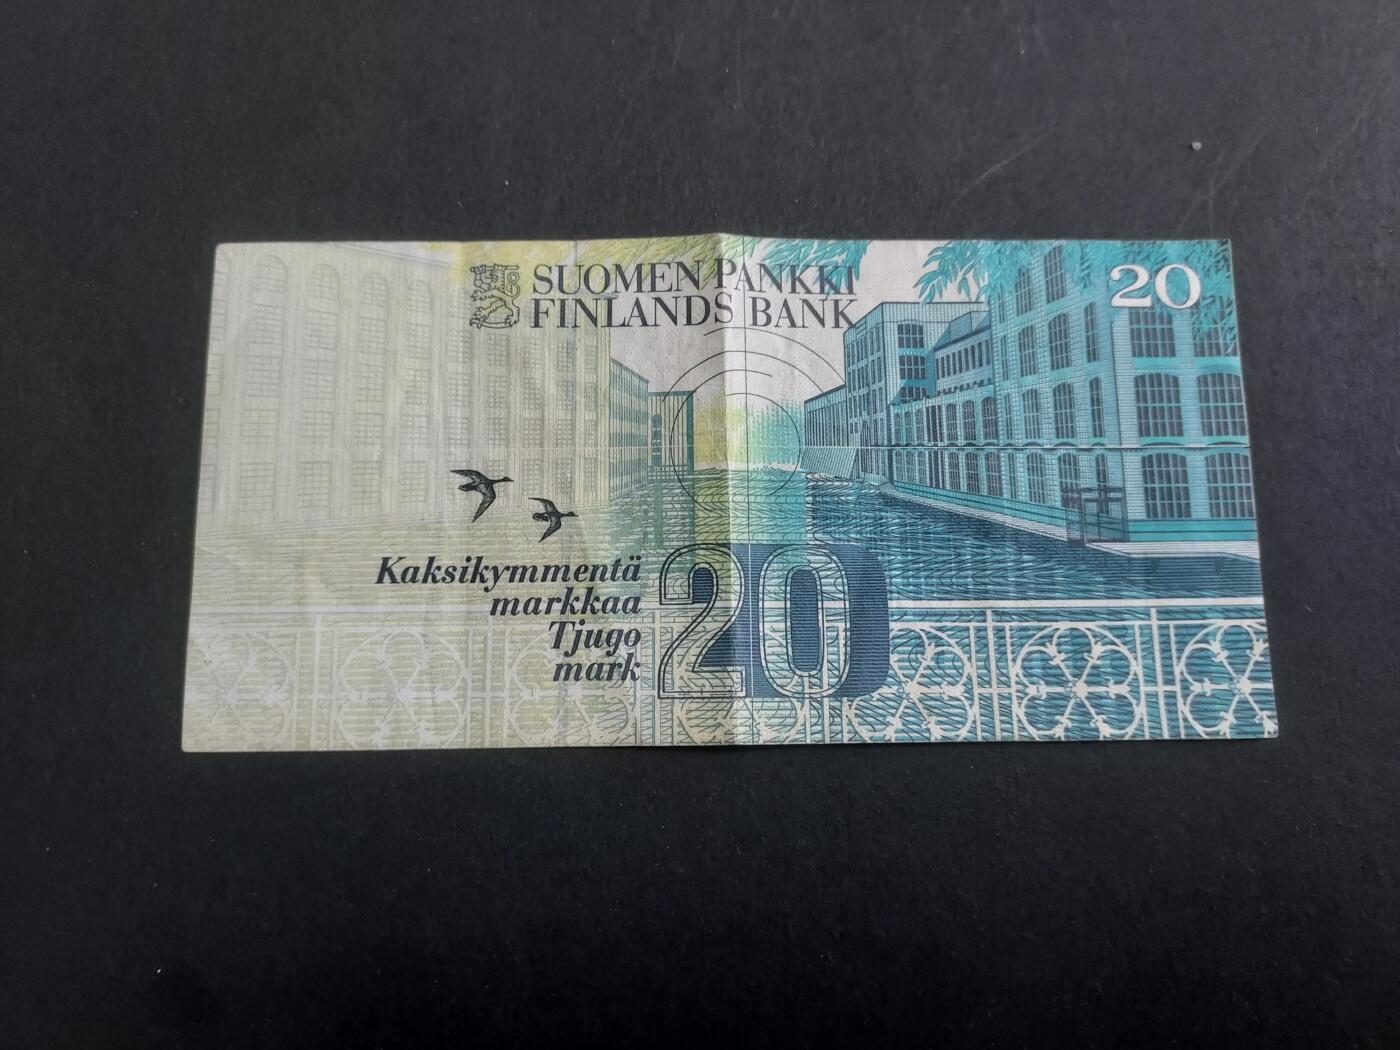 SUOMEN PANKKI
FINLANDS BANK
20
Kaksikymmentä
markkaa
Tjugo
mark
20